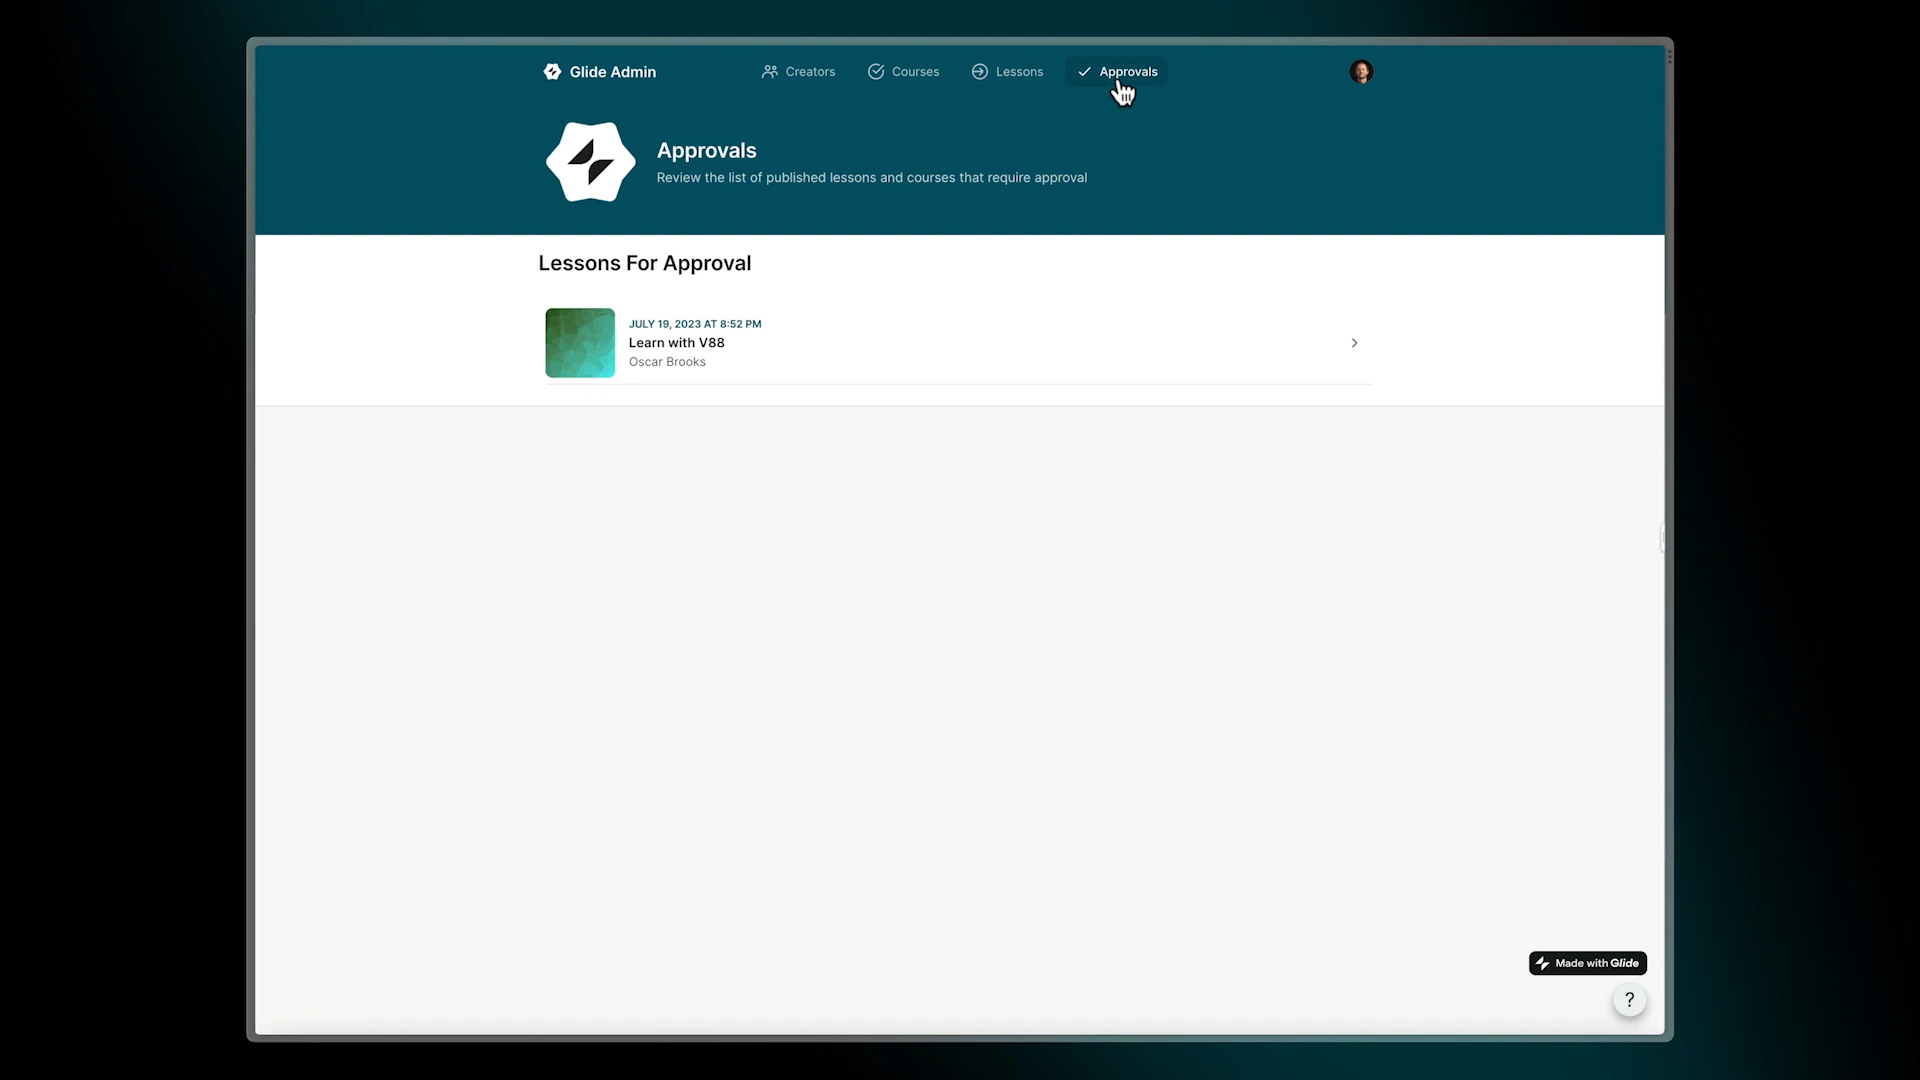 Glide Admin
Creators
Courses
Lessons
Approvals
Approvals
Review the list of published lessons and courses that require approval
Lessons For Approval
JULY 19, 2023 AT 8:52 PM
Learn with V88
Oscar Brooks
Made with Glide
?